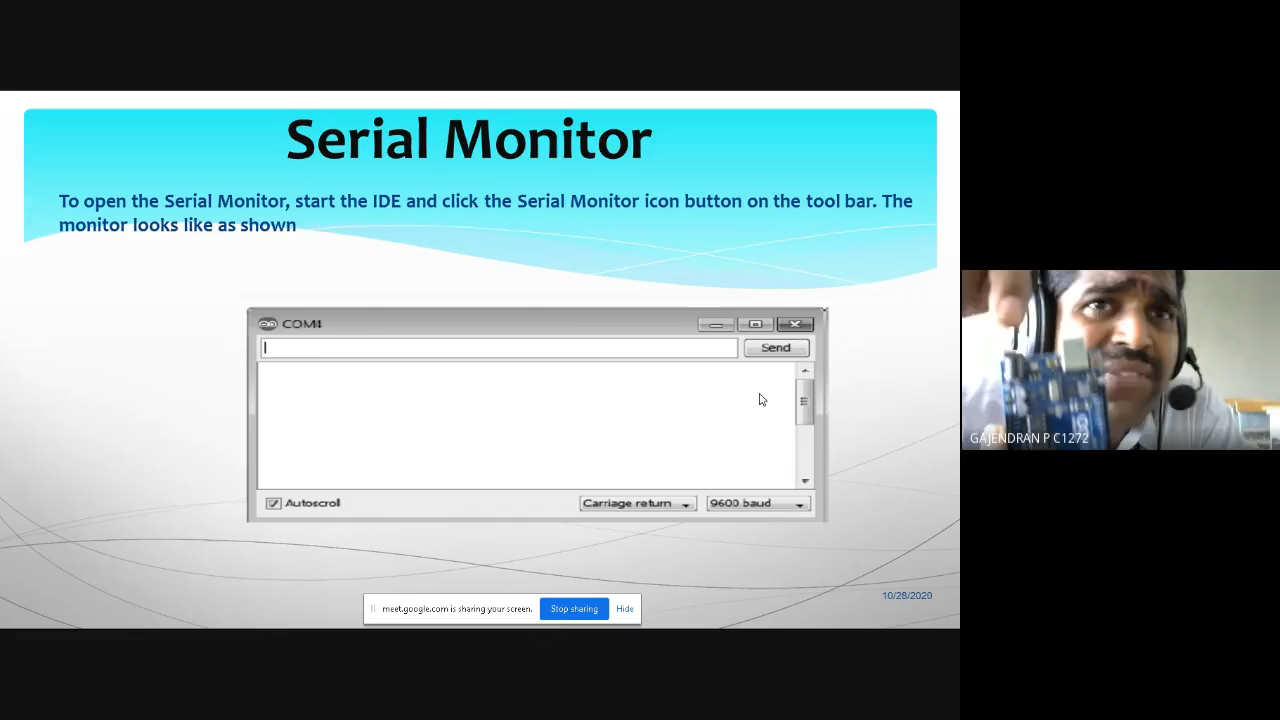 Serial Monitor
To open the Serial Monitor, start the IDE and click the Serial Monitor icon button on the tool bar. The
monitor looks like as shown
COM4
Send
Autoscroll
Carriage return
9600 baud
10/28/2020
meet.google.com is sharing your screen.
Stop sharing
Hide
GAJENDRAN P C1272